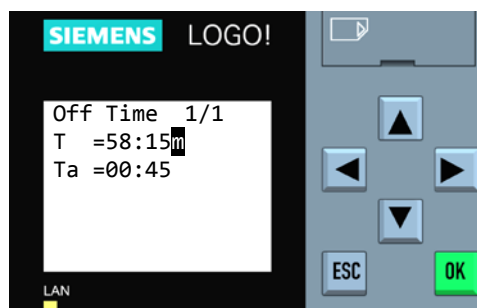 SIEMENS LOGO!
Off Time 1/1
T =58:15m
Ta =00:45
ESC OK
LAN